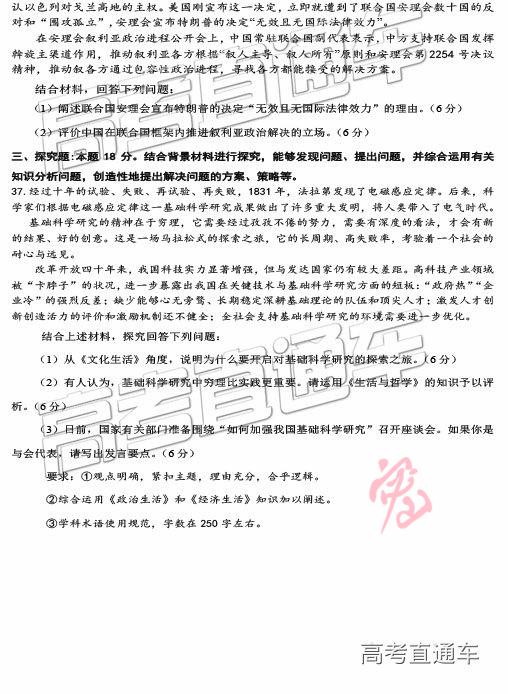 认以色列对戈兰高地的主权。美国刚宣布这一决定，立即就遭到了联合国安理会数十国的反
对和“围攻孤立”，安理会宣布特朗普的决定“无效且无国际法律效力”。
在安理会叙利亚政治进程公开会上，中方常驻联合国副代表表示，中方支持联合国发挥
斡旋主渠道作用，推动叙利亚各方根据“叙人主导、叙人所有”原则和安理会第 2254 号决议
精神，推动叙各方通过包容性政治进程，寻找各方都能接受的解决方案。
结合材料，回答下列问题：
（1）阐述联合国安理会宣布特朗普的决定“无效且无国际法律效力”的理由。（6 分）
（2）评价中国在联合国框架内推进叙利亚政治解决的立场。（6 分）
三、探究题:本题 18 分。结合背景材料进行探究，能够发现问题、提出问题，并综合运用有关
知识分析问题，创造性地提出解决问题的方案、策略等。
37.经过十年的试验、失败、再试验、再失败，1831 年，法拉第发现了电磁感应定律。后来，科
学家们根据电磁感应定律这一基础科学研究成果做出了许多重大发明，将人类带入了电气时代。
基础科学研究的精神在于穷理，它需要经过孜孜不倦的努力，需要有深度的看法，才会有新
的结果、好的创意。这是一场马拉松式的探索之旅，它的长周期、高失败率，考验着一个社会的
耐心与远见。
改革开放四十年来，我国科技实力显著增强，但与发达国家仍有较大差距。高科技产业领域
被“卡脖子”的状况，进一步暴露出我国在关键技术与基础科学研究方面的短板：“政府热”“企
业冷”的强烈反差；缺少能够心无旁骛、长期稳定深耕基础理论的队伍和顶尖人才；激发人才创
新创造活力的评价和激励机制还不健全；全社会支持基础科学研究的环境需要进一步优化。
结合上述材料，探究回答下列问题：
（1）从《文化生活》角度，说明为什么要开启对基础科学研究的探索之旅。（6 分）
（2）有人认为，基础科学研究中穷理比实践更重要。请运用《生活与哲学》的知识予以评
析。（6 分）
（3）日前，国家有关部门准备围绕“如何加强我国基础科学研究”召开座谈会。如果你是
与会代表，请写出发言要点。（6 分）
要求：①观点明确，紧扣主题，理由充分，合乎逻辑。
②综合运用《政治生活》和《经济生活》知识加以阐述。
③学科术语使用规范，字数在 250 字左右。
高考直通车
高考直通车
高考直通车